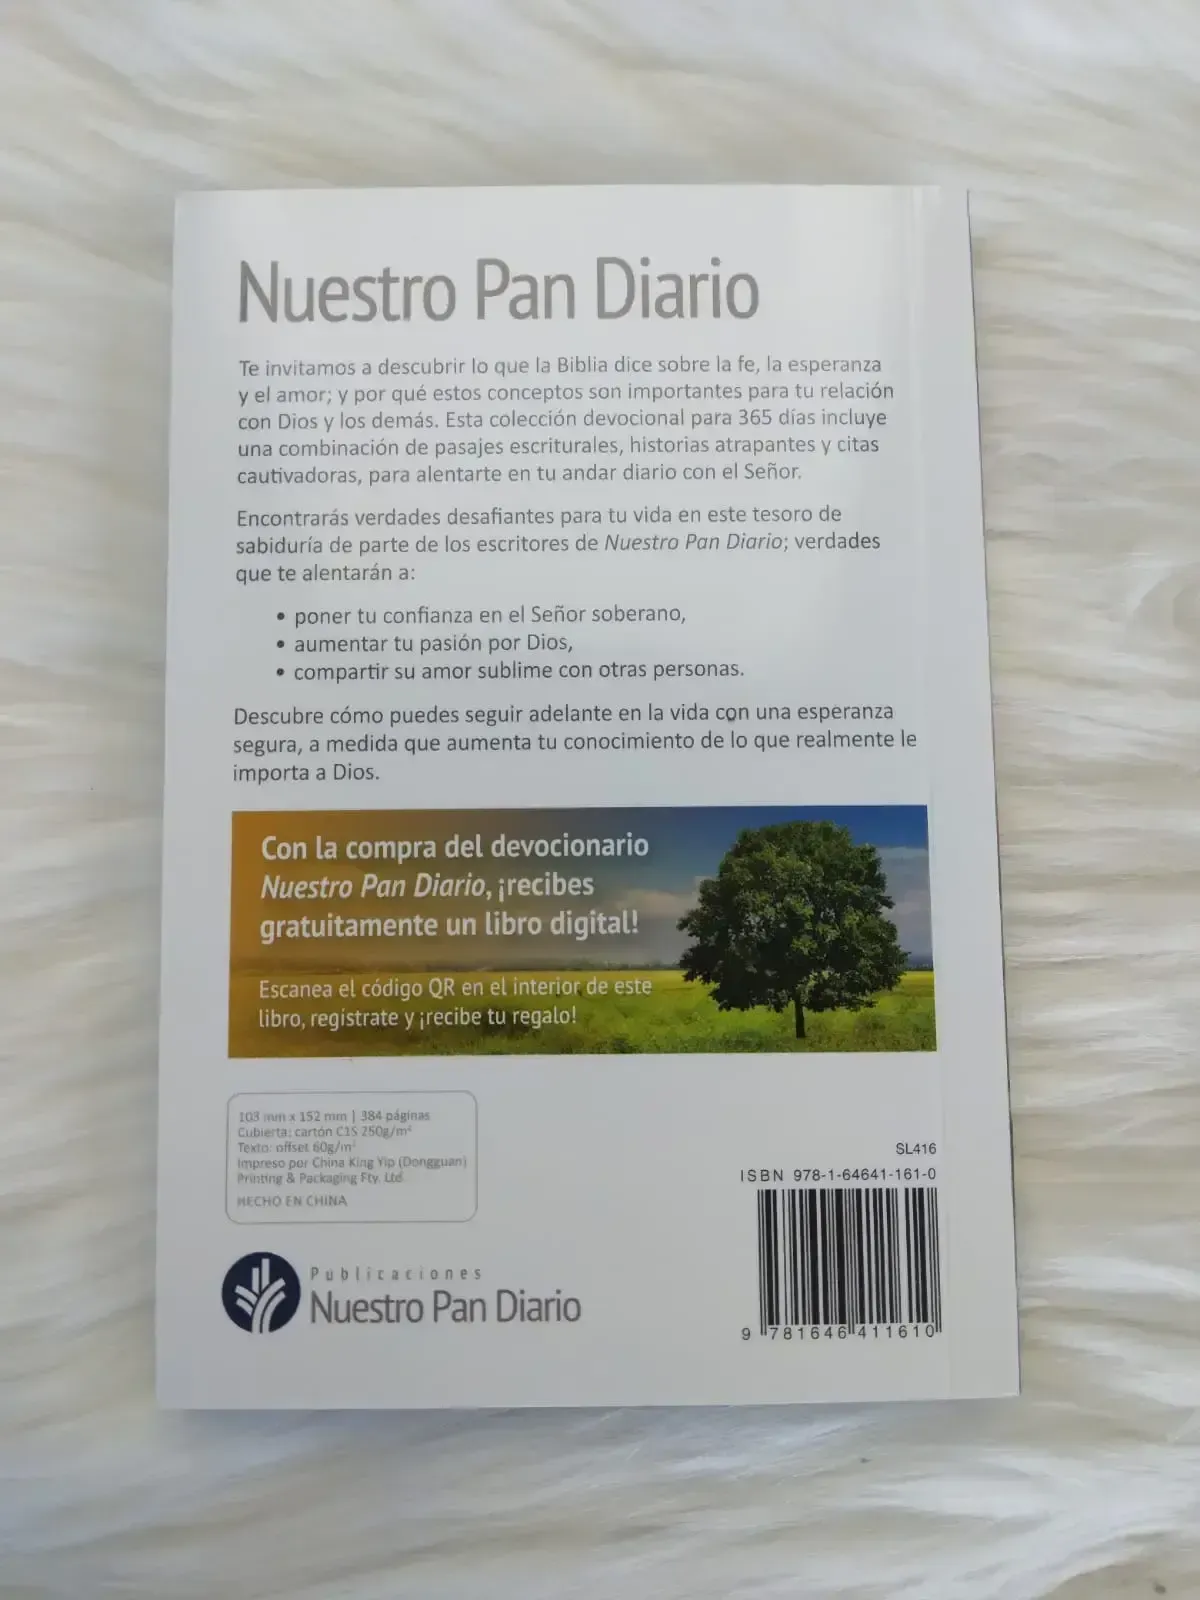 Nuestro Pan Diario
Te invitamos a descubrir lo que la Biblia dice sobre la fe, la esperanza
y el amor; y por qué estos conceptos son importantes para tu relación
con Dios y los demás. Esta colección devocional para 365 días incluye
una combinación de pasajes escriturales, historias atrapantes y citas
cautivadoras, para alentarte en tu andar diario con el Señor.
Encontrarás verdades desafiantes para tu vida en este tesoro de
sabiduría de parte de los escritores de Nuestro Pan Diario; verdades
que te alentarán a:
• poner tu confianza en el Señor soberano,
• aumentar tu pasión por Dios,
• compartir su amor sublime con otras personas.
Descubre cómo puedes seguir adelante en la vida con una esperanza
segura, a medida que aumenta tu conocimiento de lo que realmente le
importa a Dios.
Con la compra del devocionario
Nuestro Pan Diario, ¡recibes
gratuitamente un libro digital!
Escanea el código QR en el interior de este
libro, regístrate y ¡recibe tu regalo!
103 mm x 152 mm | 384 páginas
Cubierta: cartón C1S 250g/m²
Texto: offset 60g/m²
Impreso por China King Yip (Dongguan)
Printing & Packaging Fty. Ltd.
HECHO EN CHINA
Publicaciones
Nuestro Pan Diario
SL416
ISBN 978-1-64641-161-0
9 781646 411610